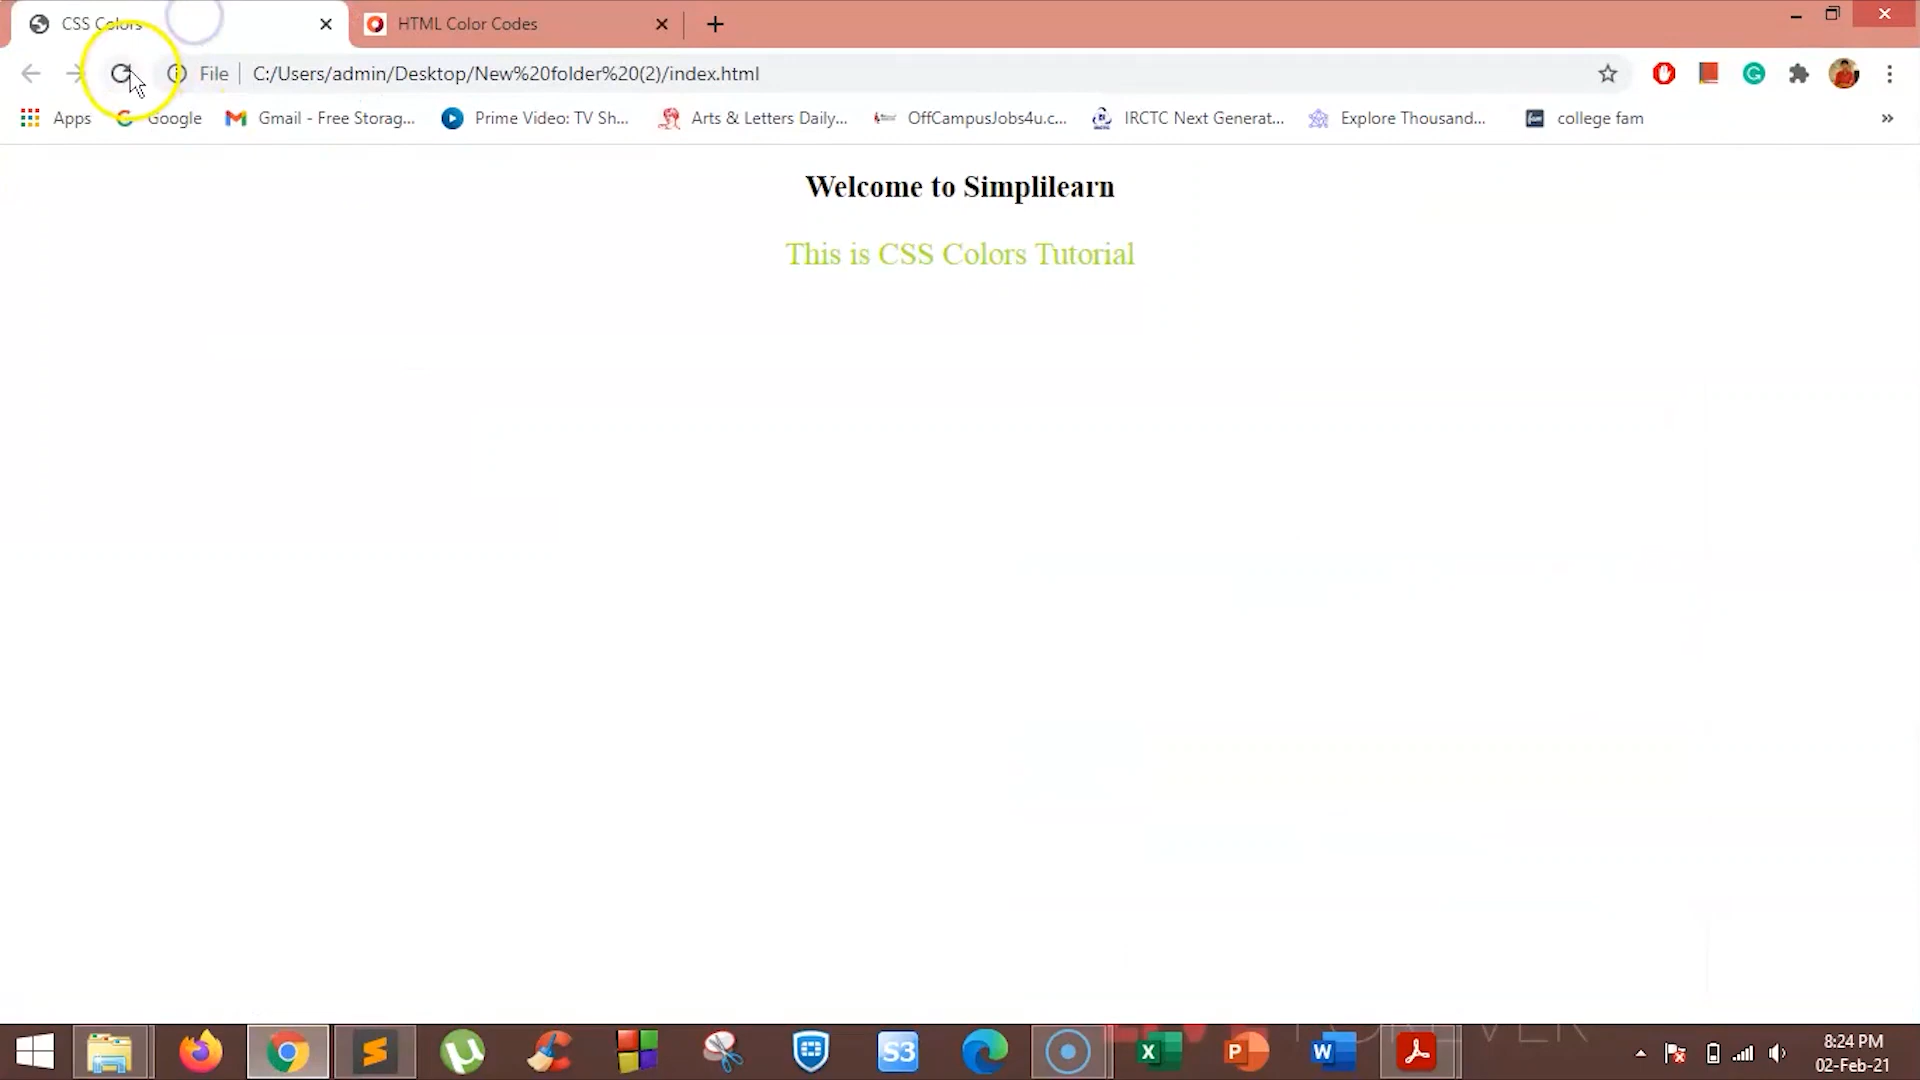 CSS Colors
HTML Color Codes
File
C:/Users/admin/Desktop/New%20folder%20(2)/index.html
Apps
Google
Gmail - Free Storag...
Prime Video: TV Sh...
Arts & Letters Daily...
OffCampusJobs4u.c...
IRCTC Next Generat...
Explore Thousand...
college fam
»
Welcome to Simplilearn
This is CSS Colors Tutorial
S3
FOREVER
8:24 PM
02-Feb-21